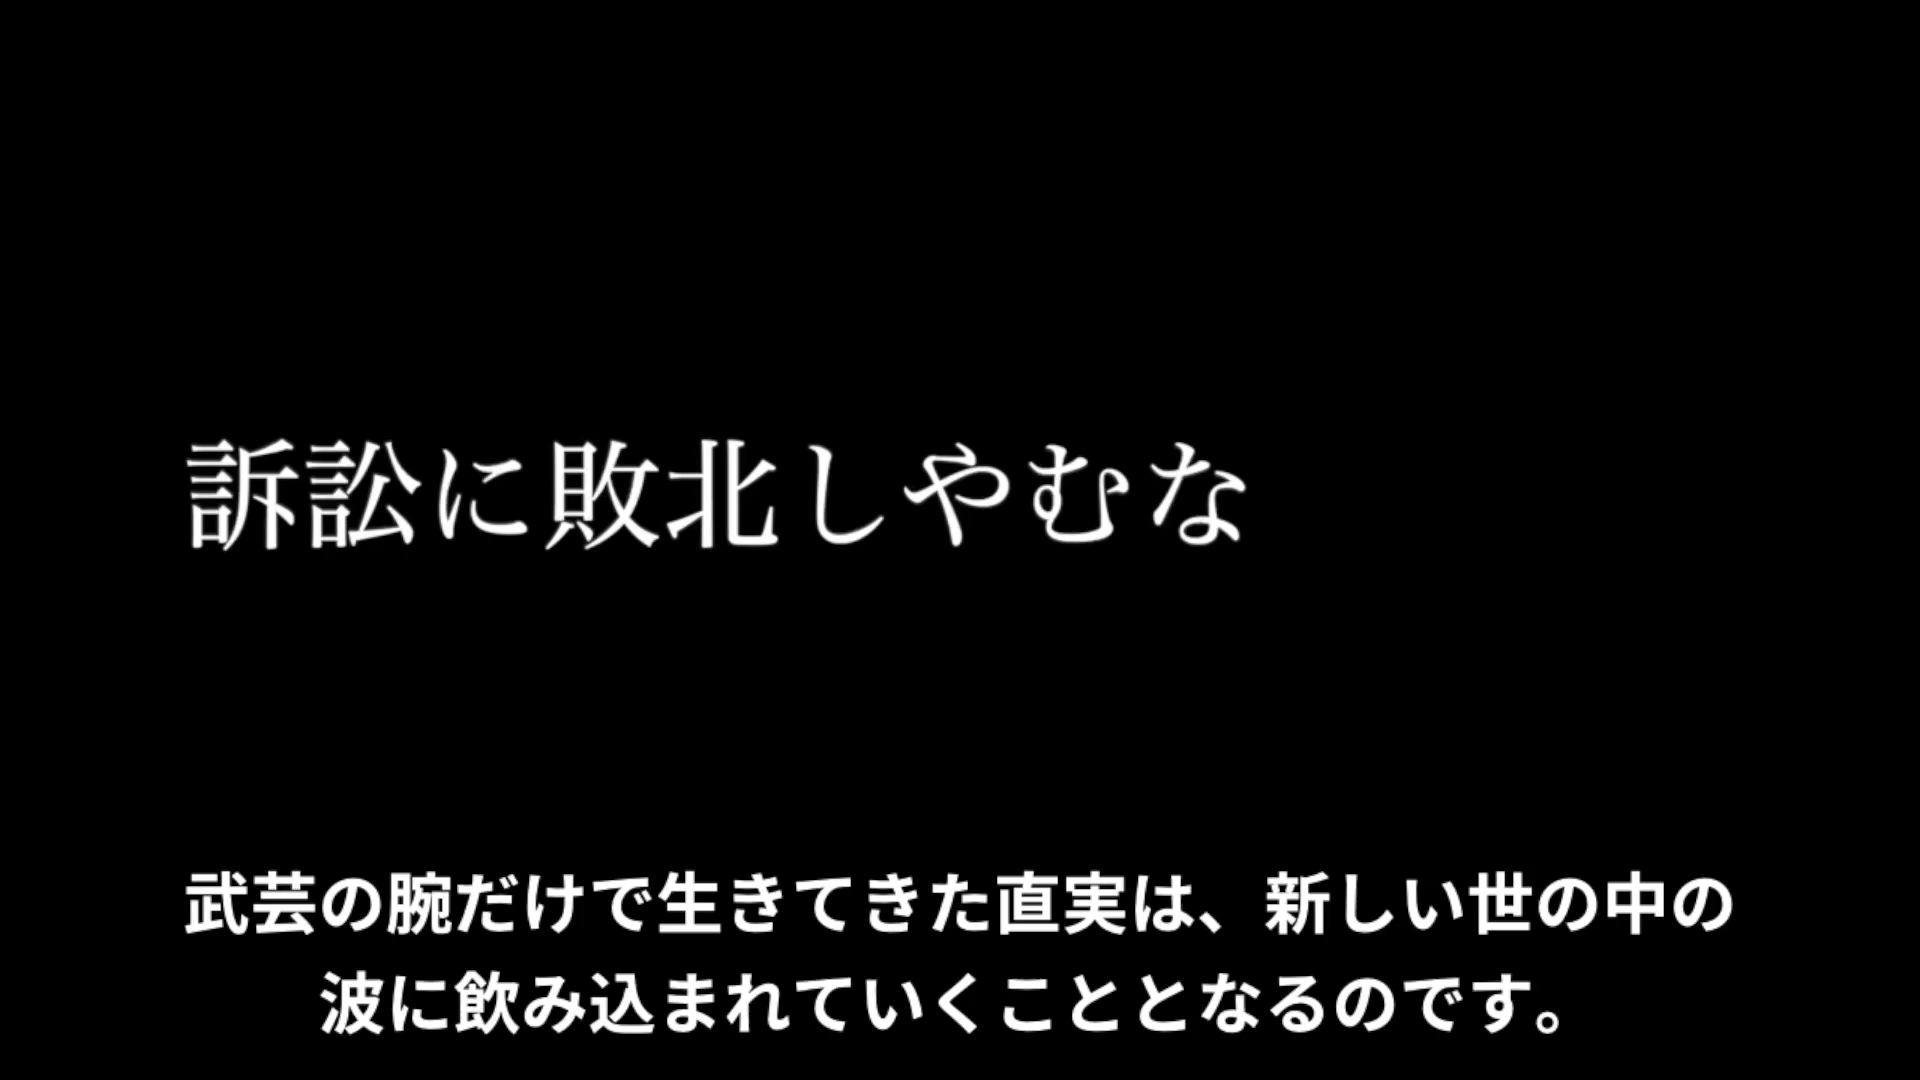 訴訟に敗北しやむな
武芸の腕だけで生きてきた直実は、新しい世の中の
波に飲み込まれていくこととなるのです。